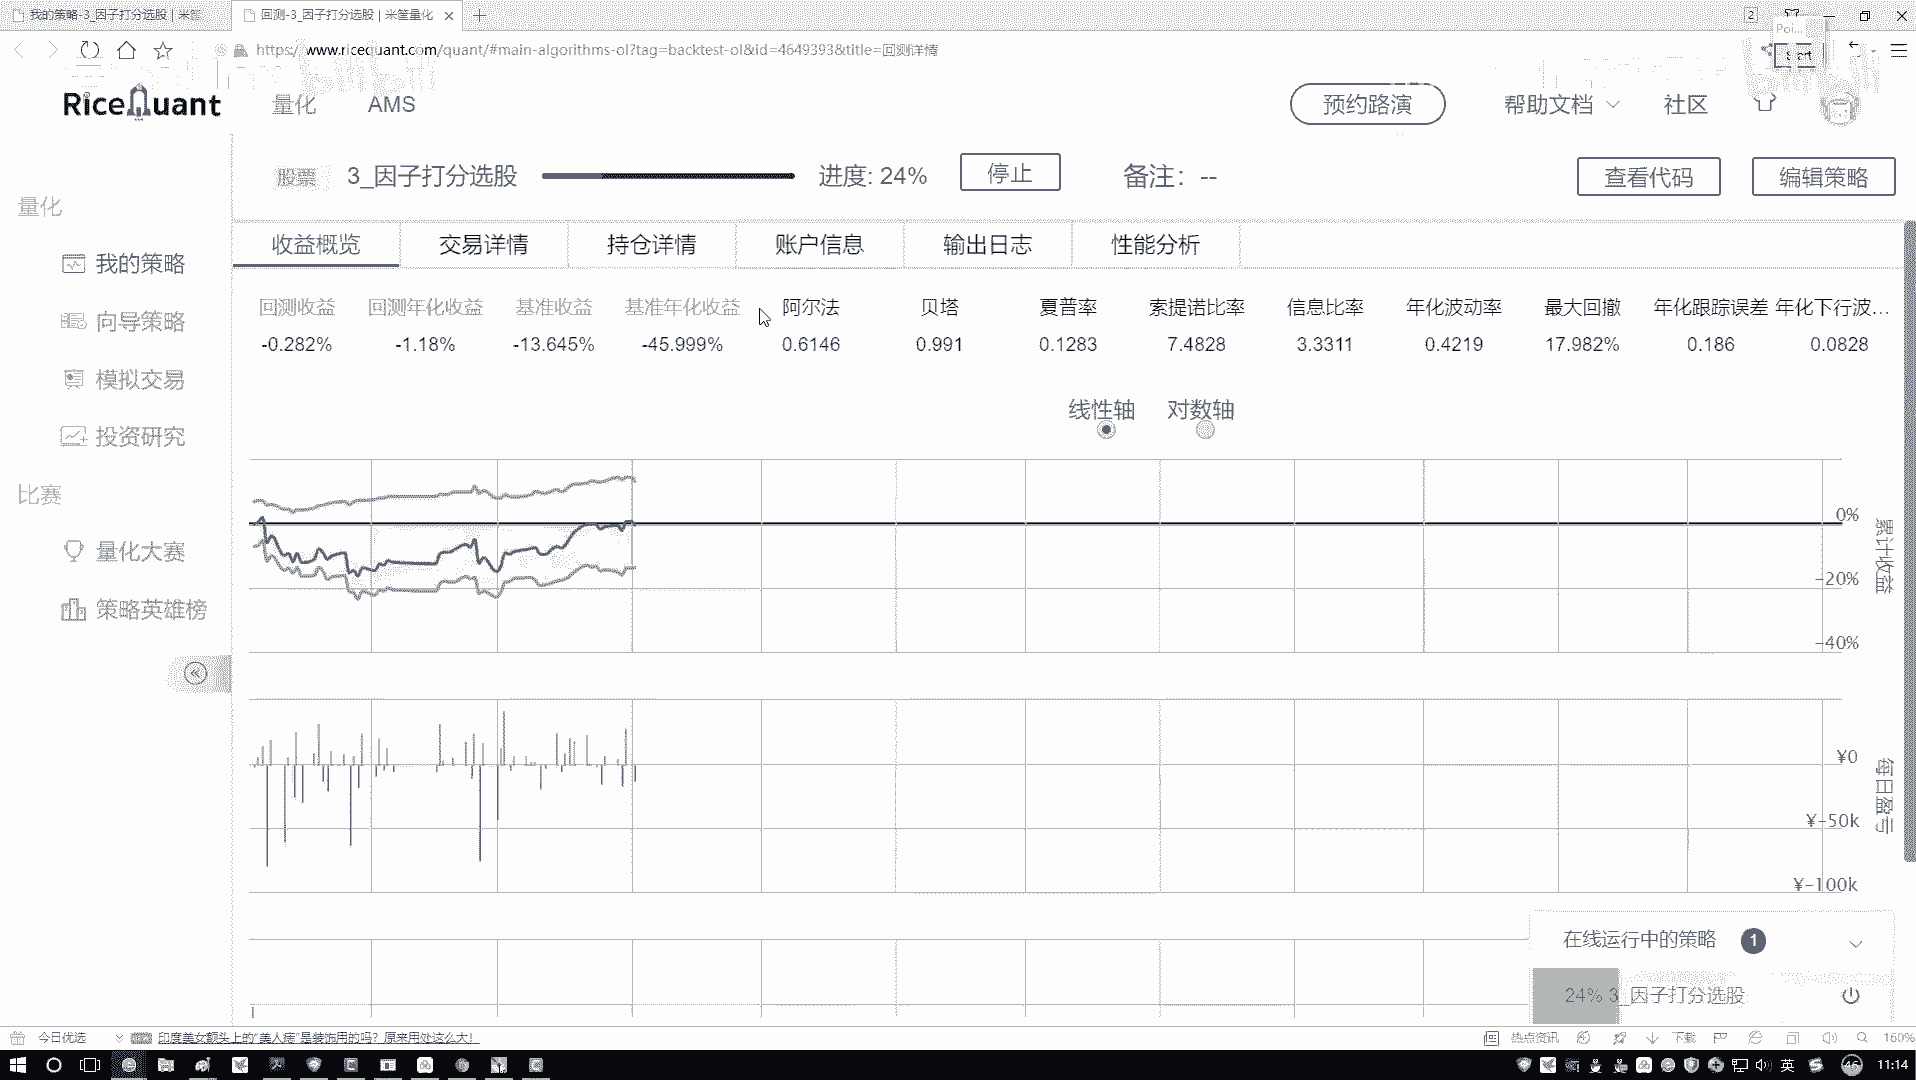 我的策略-3_因子打分选股 | 米筐
回测-3_因子打分选股 | 米筐量化
2
https://www.ricequant.com/quant/#main-algorithms-ol?tag=backtest-ol&id=4649393&title=回测详情
Poi...
Start
RiceQuant
量化
AMS
预约路演
帮助文档
社区
股票
3_因子打分选股
进度: 24%
停止
备注：--
查看代码
编辑策略
量化
我的策略
向导策略
模拟交易
投资研究
比赛
量化大赛
策略英雄榜
收益概览
交易详情
持仓详情
账户信息
输出日志
性能分析
回测收益 回测年化收益 基准收益 基准年化收益 阿尔法 贝塔 夏普率 索提诺比率 信息比率 年化波动率 最大回撤 年化跟踪误差 年化下行波...
-0.282% -1.18% -13.645% -45.999% 0.6146 0.991 0.1283 7.4828 3.3311 0.4219 17.982% 0.186 0.0828
线性轴 对数轴
0%
-20%
-40%
累计收益
¥0
¥-50k
¥-100k
每日盈亏
在线运行中的策略 1
24% 3_因子打分选股
今日优选
印度美女额头上的"美人痣"是装饰用的吗？原来用处这么大！
热点资讯
下载
160%
英
46
11:14